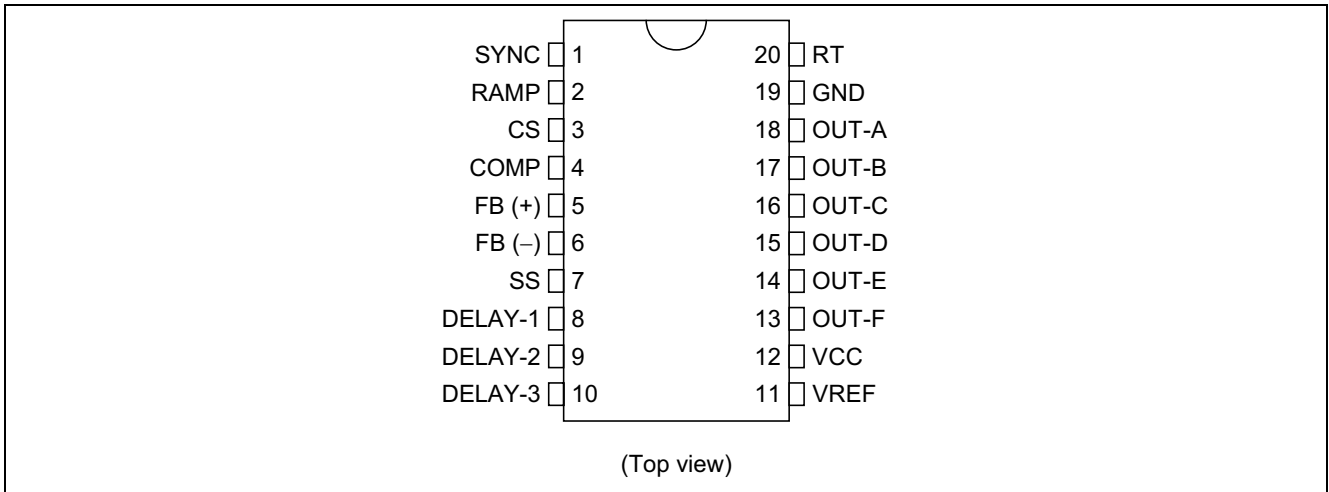 SYNC 1 20 RT
RAMP 2 19 GND
CS 3 18 OUT-A
COMP 4 17 OUT-B
FB (+) 5 16 OUT-C
FB (−) 6 15 OUT-D
SS 7 14 OUT-E
DELAY-1 8 13 OUT-F
DELAY-2 9 12 VCC
DELAY-3 10 11 VREF
(Top view)